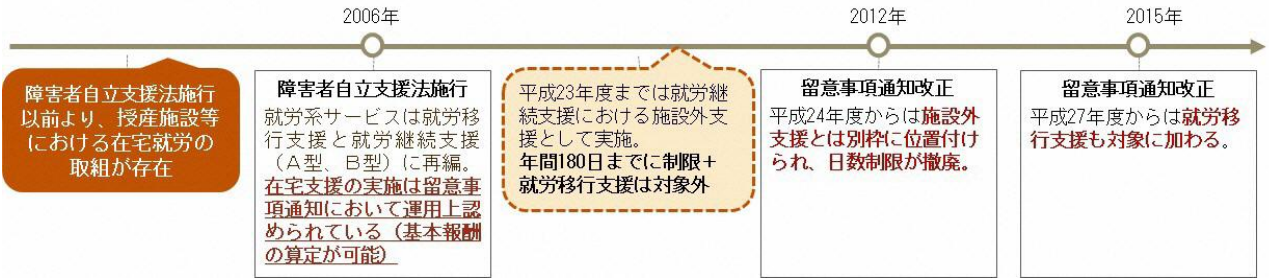 2006年
2012年
2015年
障害者自立支援法施行
以前より、授産施設等
における在宅就労の
取組が存在
障害者自立支援法施行
就労系サービスは就労移
行支援と就労継続支援
（Ａ型、Ｂ型）に再編。
在宅支援の実施は留意事
項通知において運用上認
められている（基本報酬
の算定が可能）
平成23年度までは就労継
続支援における施設外支
援として実施。
年間180日までに制限＋
就労移行支援は対象外
留意事項通知改正
平成24年度からは施設外
支援とは別枠に位置付け
られ、日数制限が撤廃。
留意事項通知改正
平成27年度からは就労移
行支援も対象に加わる。